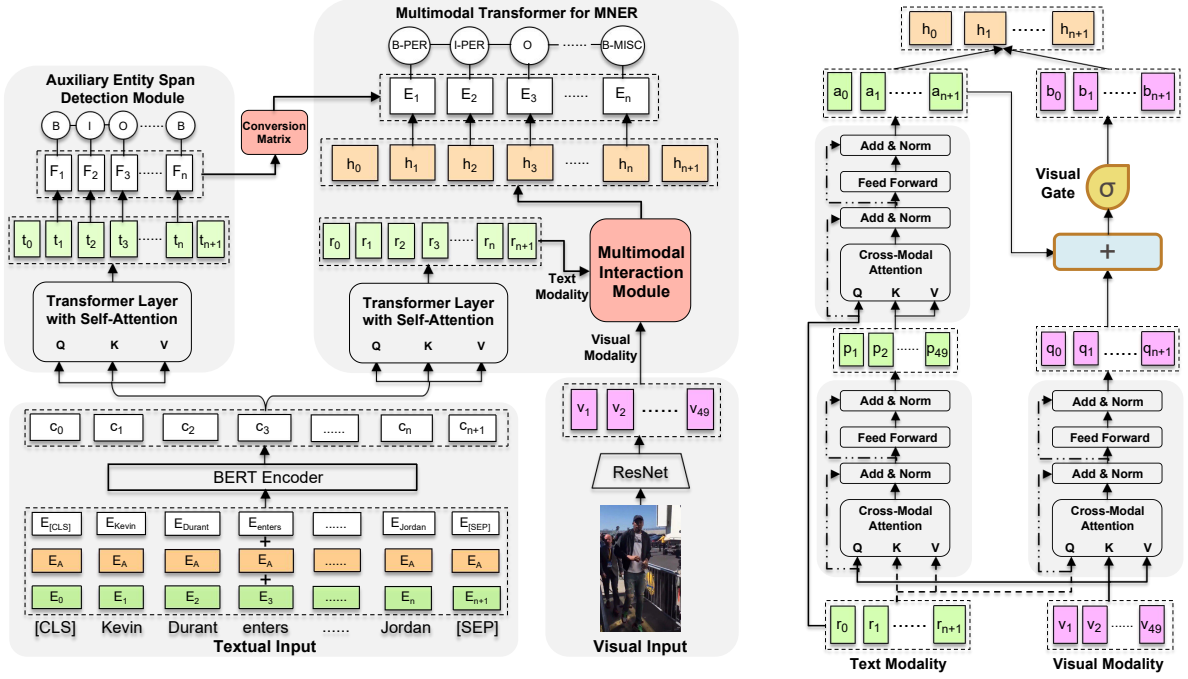 Multimodal Transformer for MNER
B-PER I-PER O ...... B-MISC
Auxiliary Entity Span
Detection Module
E1 E2 E3 ...... En
B I O ...... B
Conversion
Matrix
F1 F2 F3 ...... Fn
h0 h1 h2 h3 ...... hn hn+1
t0 t1 t2 t3 ...... tn tn+1
r0 r1 r2 r3 ...... rn rn+1
Text
Modality
Multimodal
Interaction
Module
Transformer Layer
with Self-Attention
Q K V
Transformer Layer
with Self-Attention
Q K V
Visual
Modality
c0 c1 c2 c3 ...... cn cn+1
BERT Encoder
E[CLS] EKevin EDurant Eenters ...... EJordan E[SEP]
+
EA EA EA EA ...... EA EA
+
E0 E1 E2 E3 ...... En En+1
[CLS] Kevin Durant enters ...... Jordan [SEP]
Textual Input
v1 v2 ...... v49
ResNet
Visual Input
h0 h1 ...... hn+1
a0 a1 ...... an+1
b0 b1 ...... bn+1
Add & Norm
Feed Forward
Add & Norm
Cross-Modal
Attention
Q K V
Visual
Gate
σ
+
p1 p2 ...... p49
q0 q1 ...... qn+1
Add & Norm
Feed Forward
Add & Norm
Cross-Modal
Attention
Q K V
Add & Norm
Feed Forward
Add & Norm
Cross-Modal
Attention
Q K V
r0 r1 ...... rn+1
v1 v2 ...... v49
Text Modality
Visual Modality